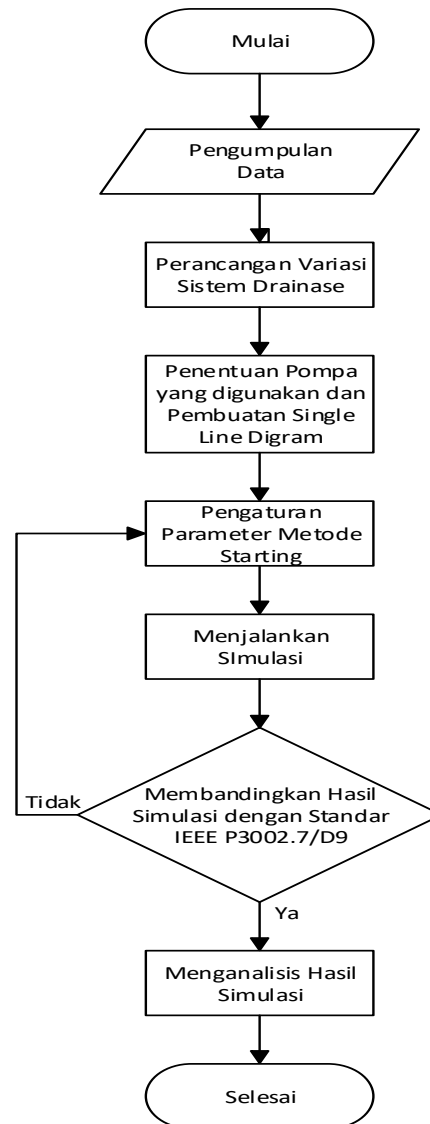 Mulai
Pengumpulan
Data
Perancangan Variasi
Sistem Drainase
Penentuan Pompa
yang digunakan dan
Pembuatan Single
Line Digram
Pengaturan
Parameter Metode
Starting
Menjalankan
SImulasi
Tidak
Membandingkan Hasil
Simulasi dengan Standar
IEEE P3002.7/D9
Ya
Menganalisis Hasil
Simulasi
Selesai